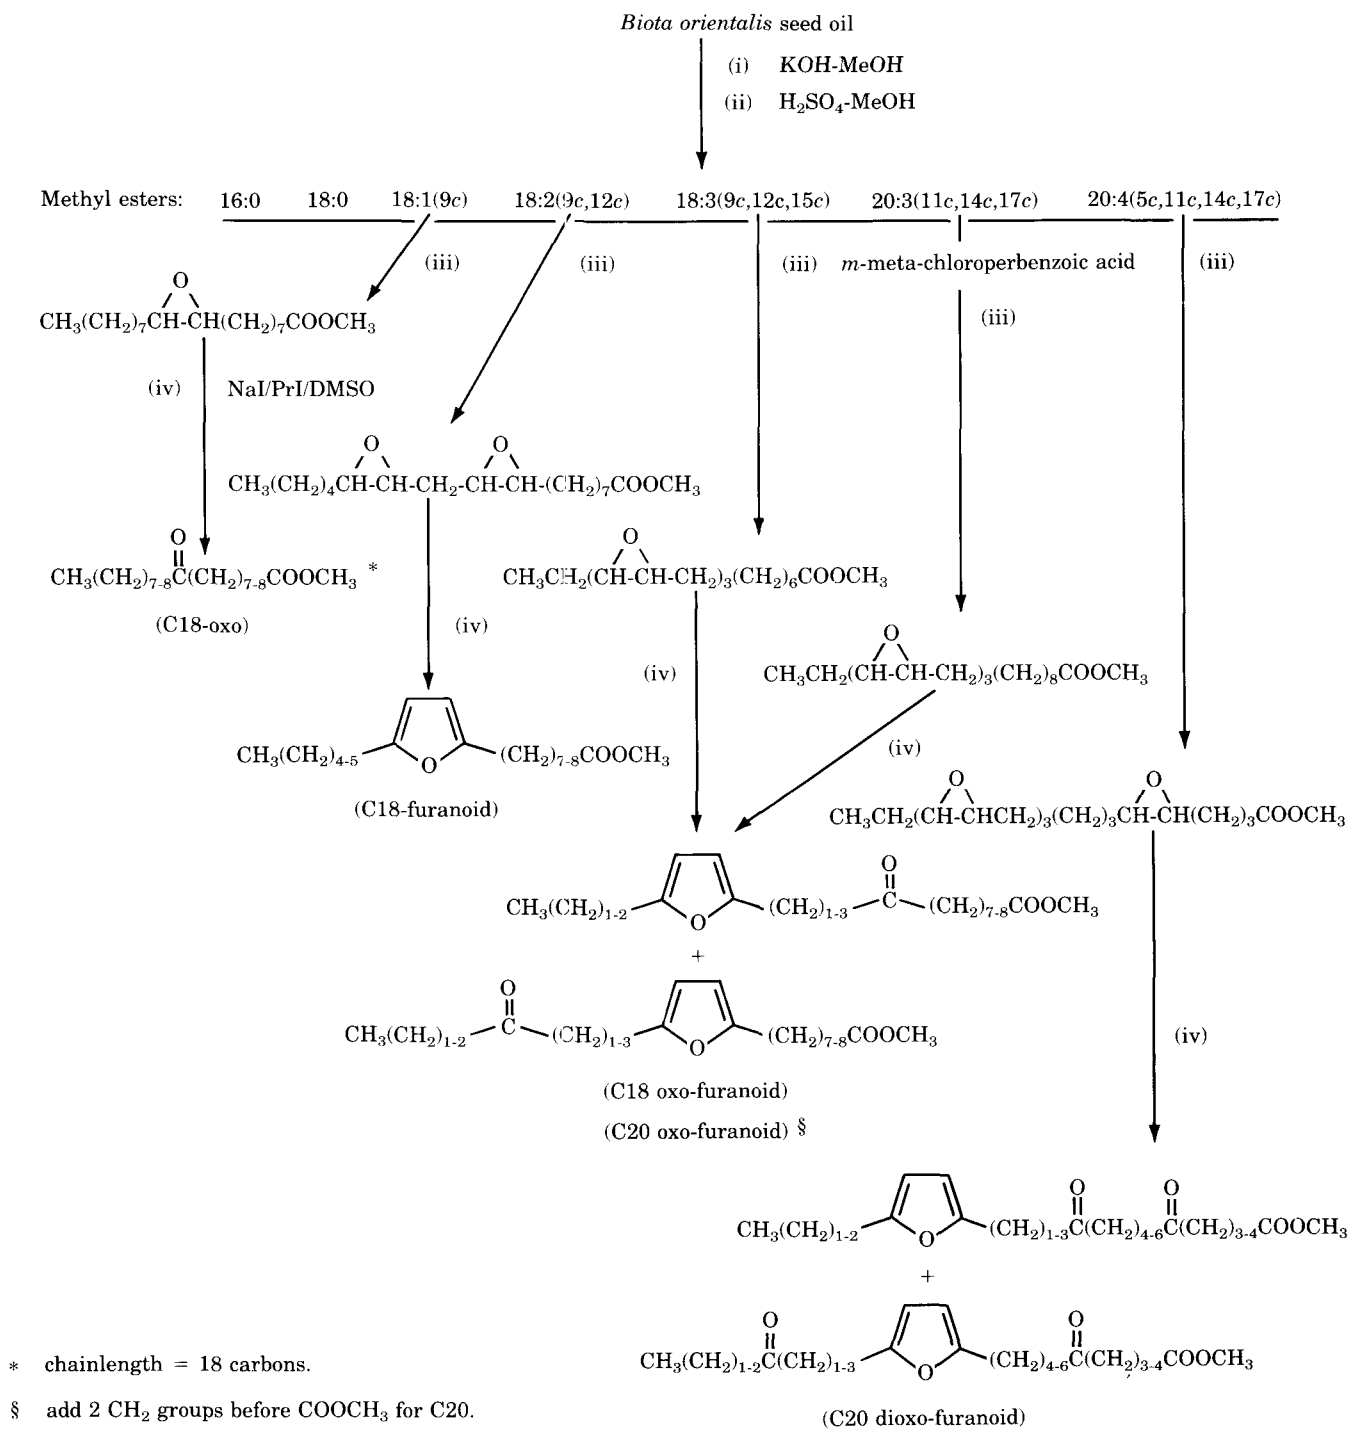 Biota orientalis seed oil
(i) KOH-MeOH
(ii) H₂SO₄-MeOH
Methyl esters: 16:0 18:0 18:1(9c) 18:2(9c,12c) 18:3(9c,12c,15c) 20:3(11c,14c,17c) 20:4(5c,11c,14c,17c)
(iii) (iii) (iii) m-meta-chloroperbenzoic acid (iii)
O
CH₃(CH₂)₇CH-CH(CH₂)₇COOCH₃
(iii)
(iv) NaI/PrI/DMSO
O O
CH₃(CH₂)₄CH-CH-CH₂-CH-CH-(CH₂)₇COOCH₃
O
CH₃(CH₂)₇₋₈C(CH₂)₇₋₈COOCH₃ *
(C18-oxo)
O
CH₃CH₂(CH-CH-CH₂)₃(CH₂)₆COOCH₃
(iv)
O
CH₃CH₂(CH-CH-CH₂)₃(CH₂)₈COOCH₃
(iv)
CH₃(CH₂)₄₋₅ O (CH₂)₇₋₈COOCH₃
(C18-furanoid)
(iv)
O O
CH₃CH₂(CH-CHCH₂)₃(CH₂)₃CH-CH(CH₂)₃COOCH₃
O
CH₃(CH₂)₁₋₂ O (CH₂)₁₋₃ C (CH₂)₇₋₈COOCH₃
+
O
CH₃(CH₂)₁₋₂ C (CH₂)₁₋₃ O (CH₂)₇₋₈COOCH₃
(iv)
(C18 oxo-furanoid)
(C20 oxo-furanoid) §
O O
CH₃(CH₂)₁₋₂ O (CH₂)₁₋₃C(CH₂)₄₋₆C(CH₂)₃₋₄COOCH₃
+
O O
CH₃(CH₂)₁₋₂C(CH₂)₁₋₃ O (CH₂)₄₋₆C(CH₂)₃₋₄COOCH₃
(C20 dioxo-furanoid)
* chainlength = 18 carbons.
§ add 2 CH₂ groups before COOCH₃ for C20.